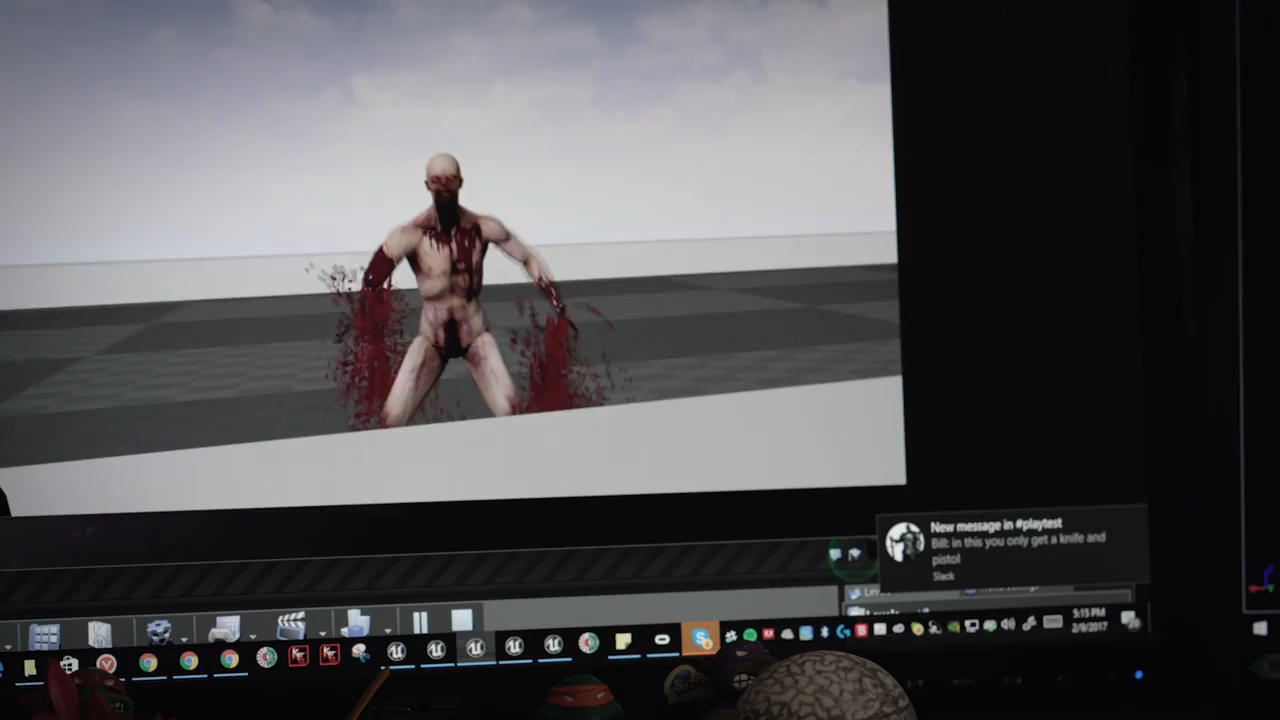 New message in #playtest
Bill: in this you only get a knife and
pistol
Slack
5:15 PM
2/9/2017